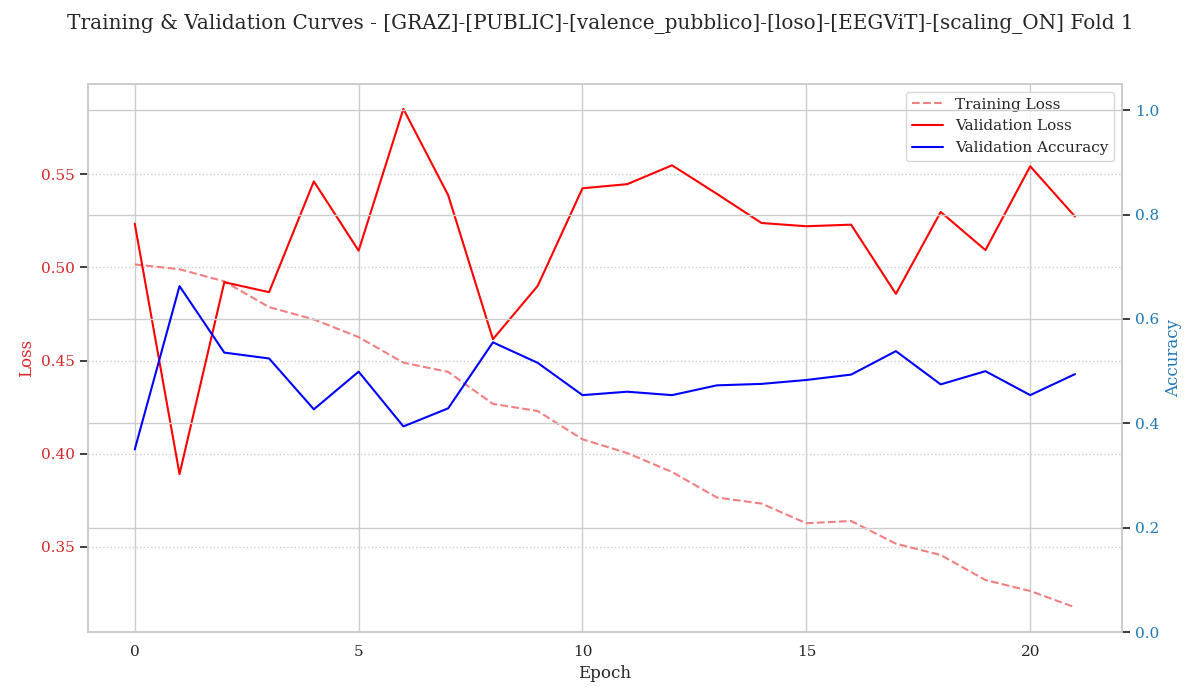 Training & Validation Curves - [GRAZ]-[PUBLIC]-[valence_pubblico]-[loso]-[EEGViT]-[scaling_ON] Fold 1
Training Loss
Validation Loss
Validation Accuracy
Loss
0.55
0.50
0.45
0.40
0.35
1.0
0.8
0.6
0.4
0.2
0.0
Accuracy
0
5
10
15
20
Epoch